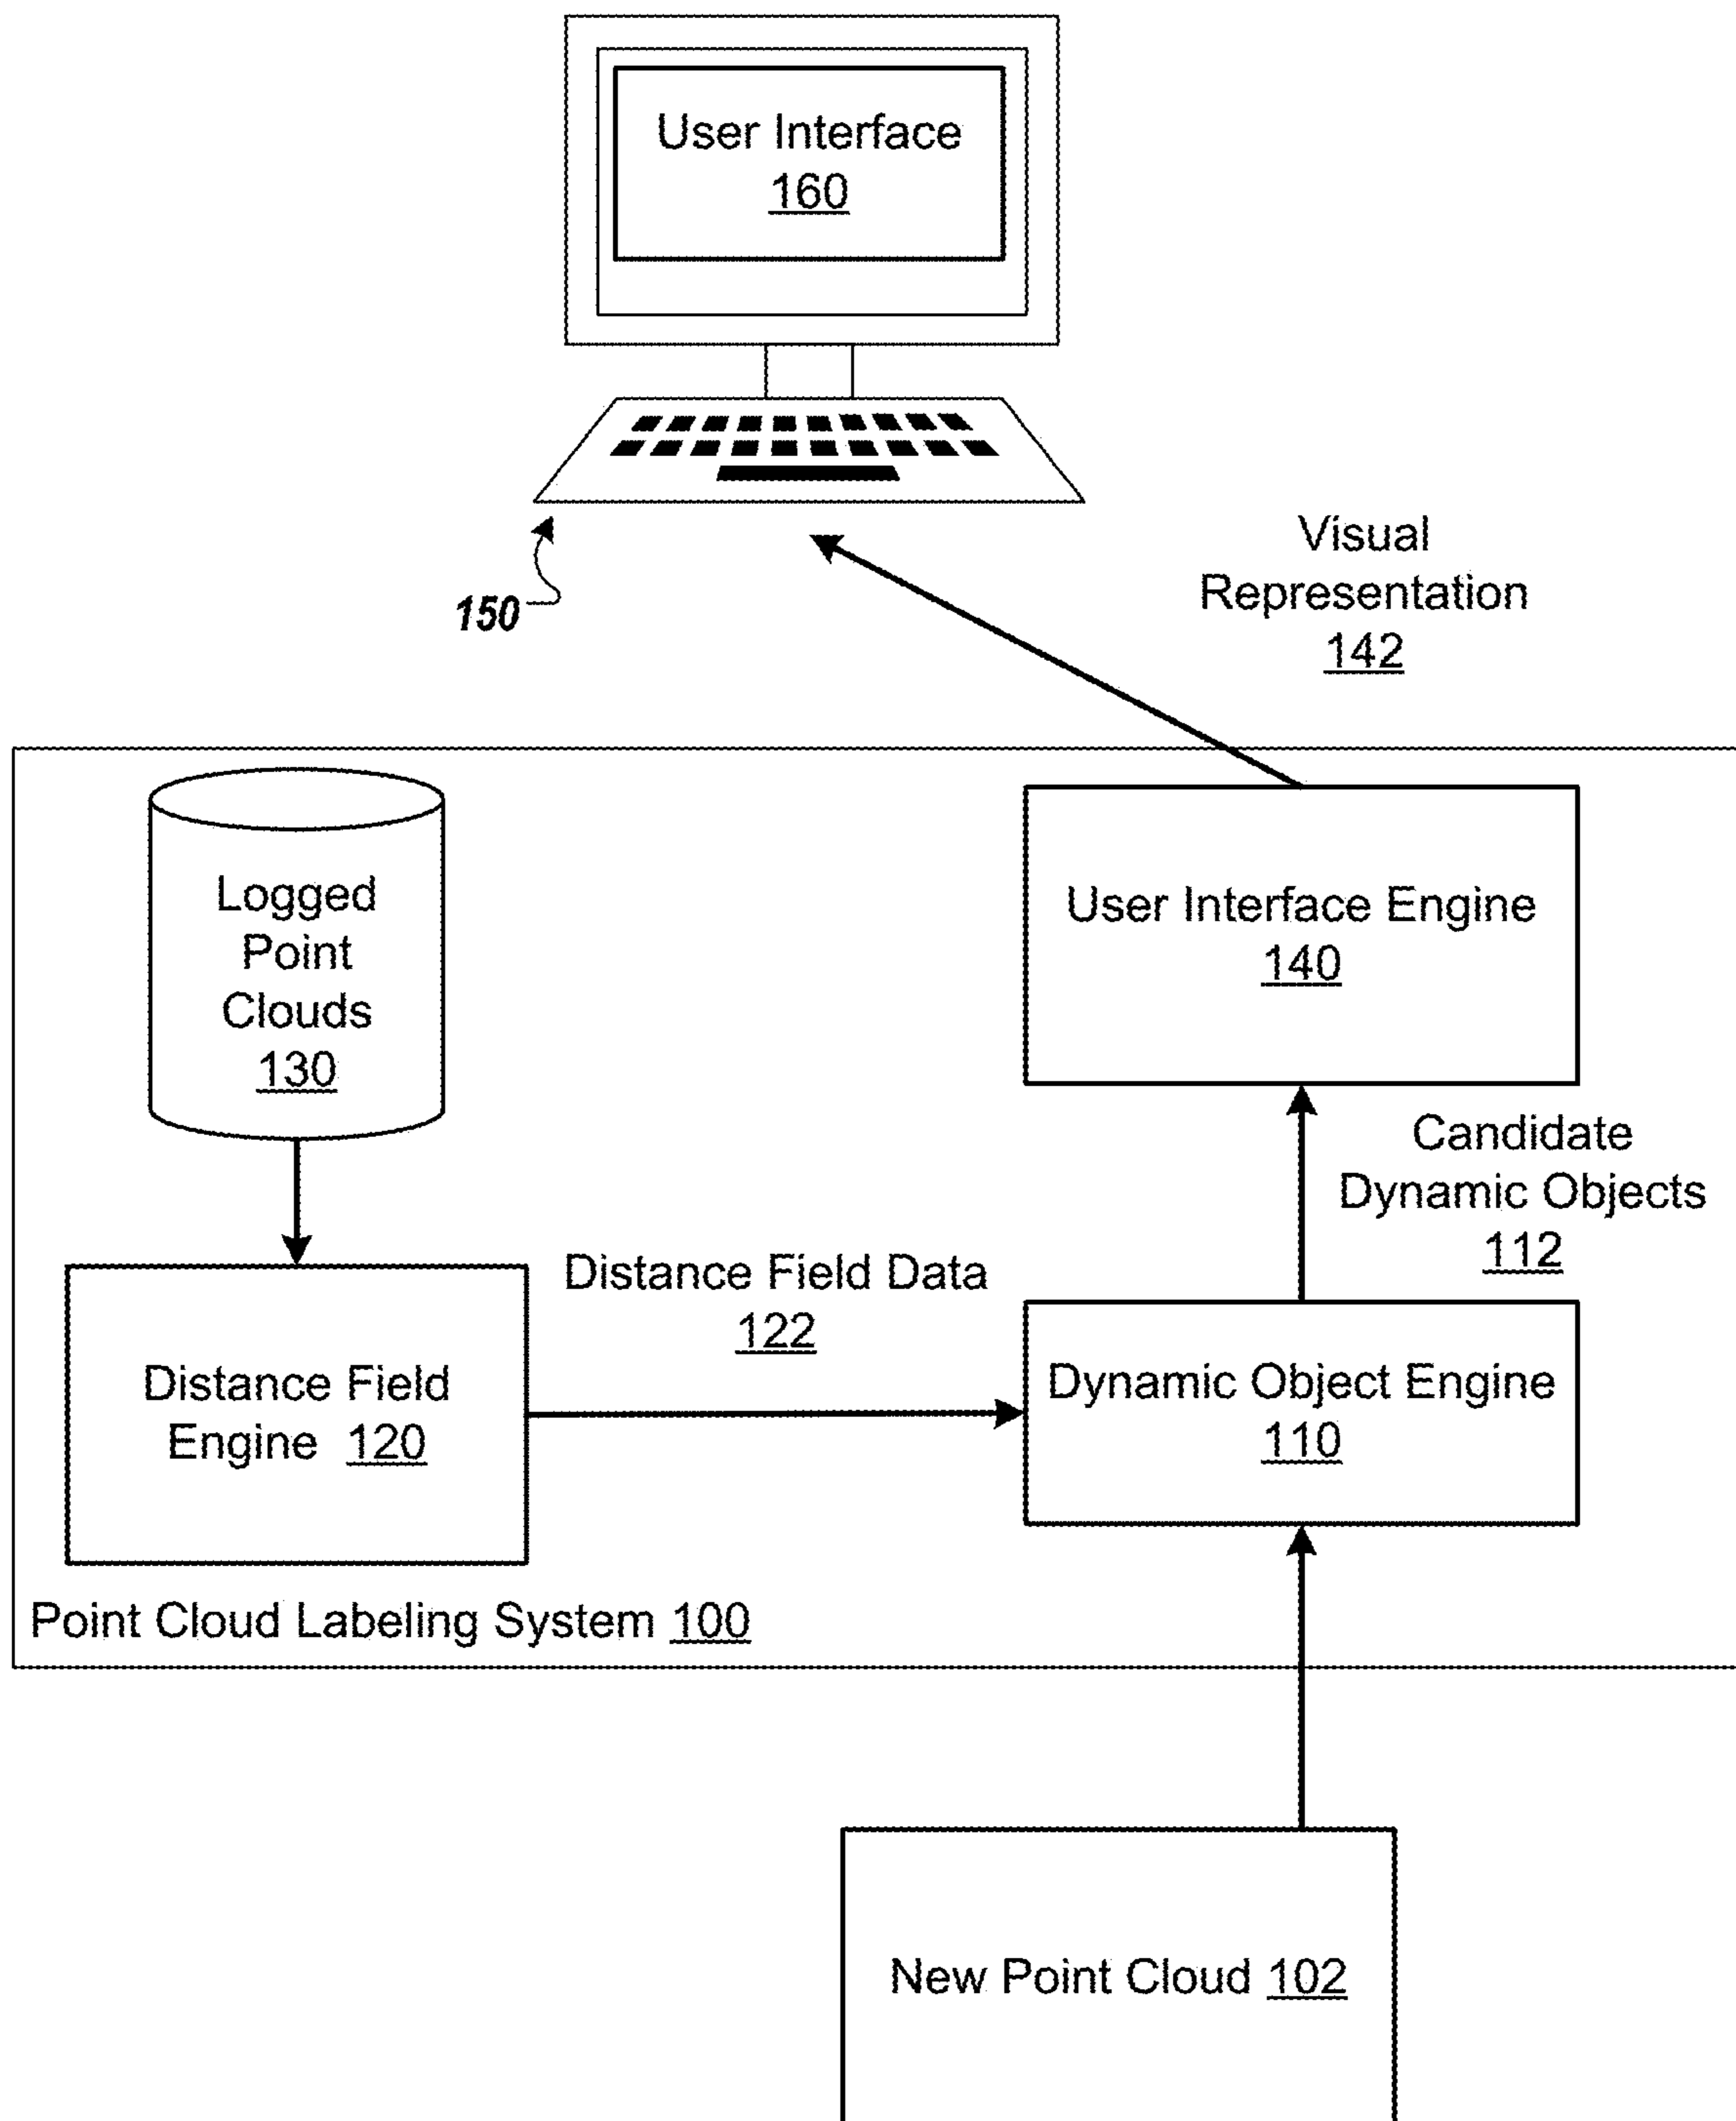 User Interface
160
150
Visual
Representation
142
Logged
Point
Clouds
130
User Interface Engine
140
Candidate
Dynamic Objects
112
Distance Field Data
122
Distance Field
Engine 120
Dynamic Object Engine
110
Point Cloud Labeling System 100
New Point Cloud 102